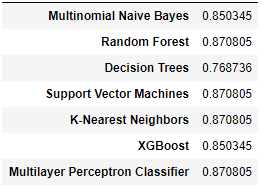 Multinomial Naive Bayes 0.850345
Random Forest 0.870805
Decision Trees 0.768736
Support Vector Machines 0.870805
K-Nearest Neighbors 0.870805
XGBoost 0.850345
Multilayer Perceptron Classifier 0.870805